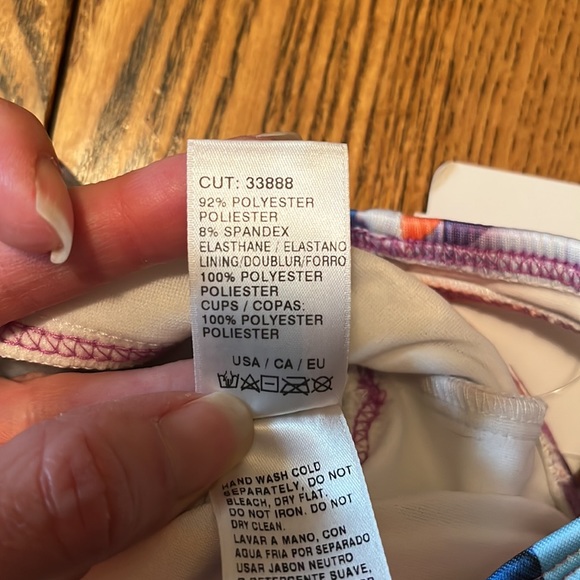 CUT: 33888
92% POLYESTER
POLIESTER
8% SPANDEX
ELASTHANE / ELASTANO
LINING/DOUBLUR/FORRO
100% POLYESTER
POLIESTER
CUPS / COPAS:
100% POLYESTER
POLIESTER
USA / CA / EU
HAND WASH COLD
SEPARATELY, DO NOT
BLEACH, DRY FLAT.
DO NOT IRON. DO NOT
DRY CLEAN.
LAVAR A MANO, CON
AGUA FRIA POR SEPARADO
USAR JABON NEUTRO
O DETERGENTE SUAVE,